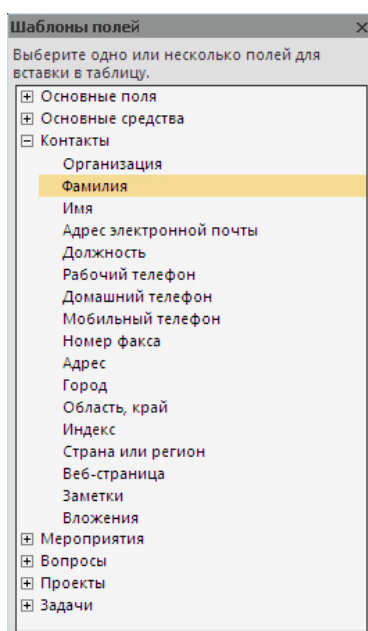 Шаблоны полей
Выберите одно или несколько полей для
вставки в таблицу.
Основные поля
Основные средства
Контакты
Организация
Фамилия
Имя
Адрес электронной почты
Должность
Рабочий телефон
Домашний телефон
Мобильный телефон
Номер факса
Адрес
Город
Область, край
Индекс
Страна или регион
Веб-страница
Заметки
Вложения
Мероприятия
Вопросы
Проекты
Задачи